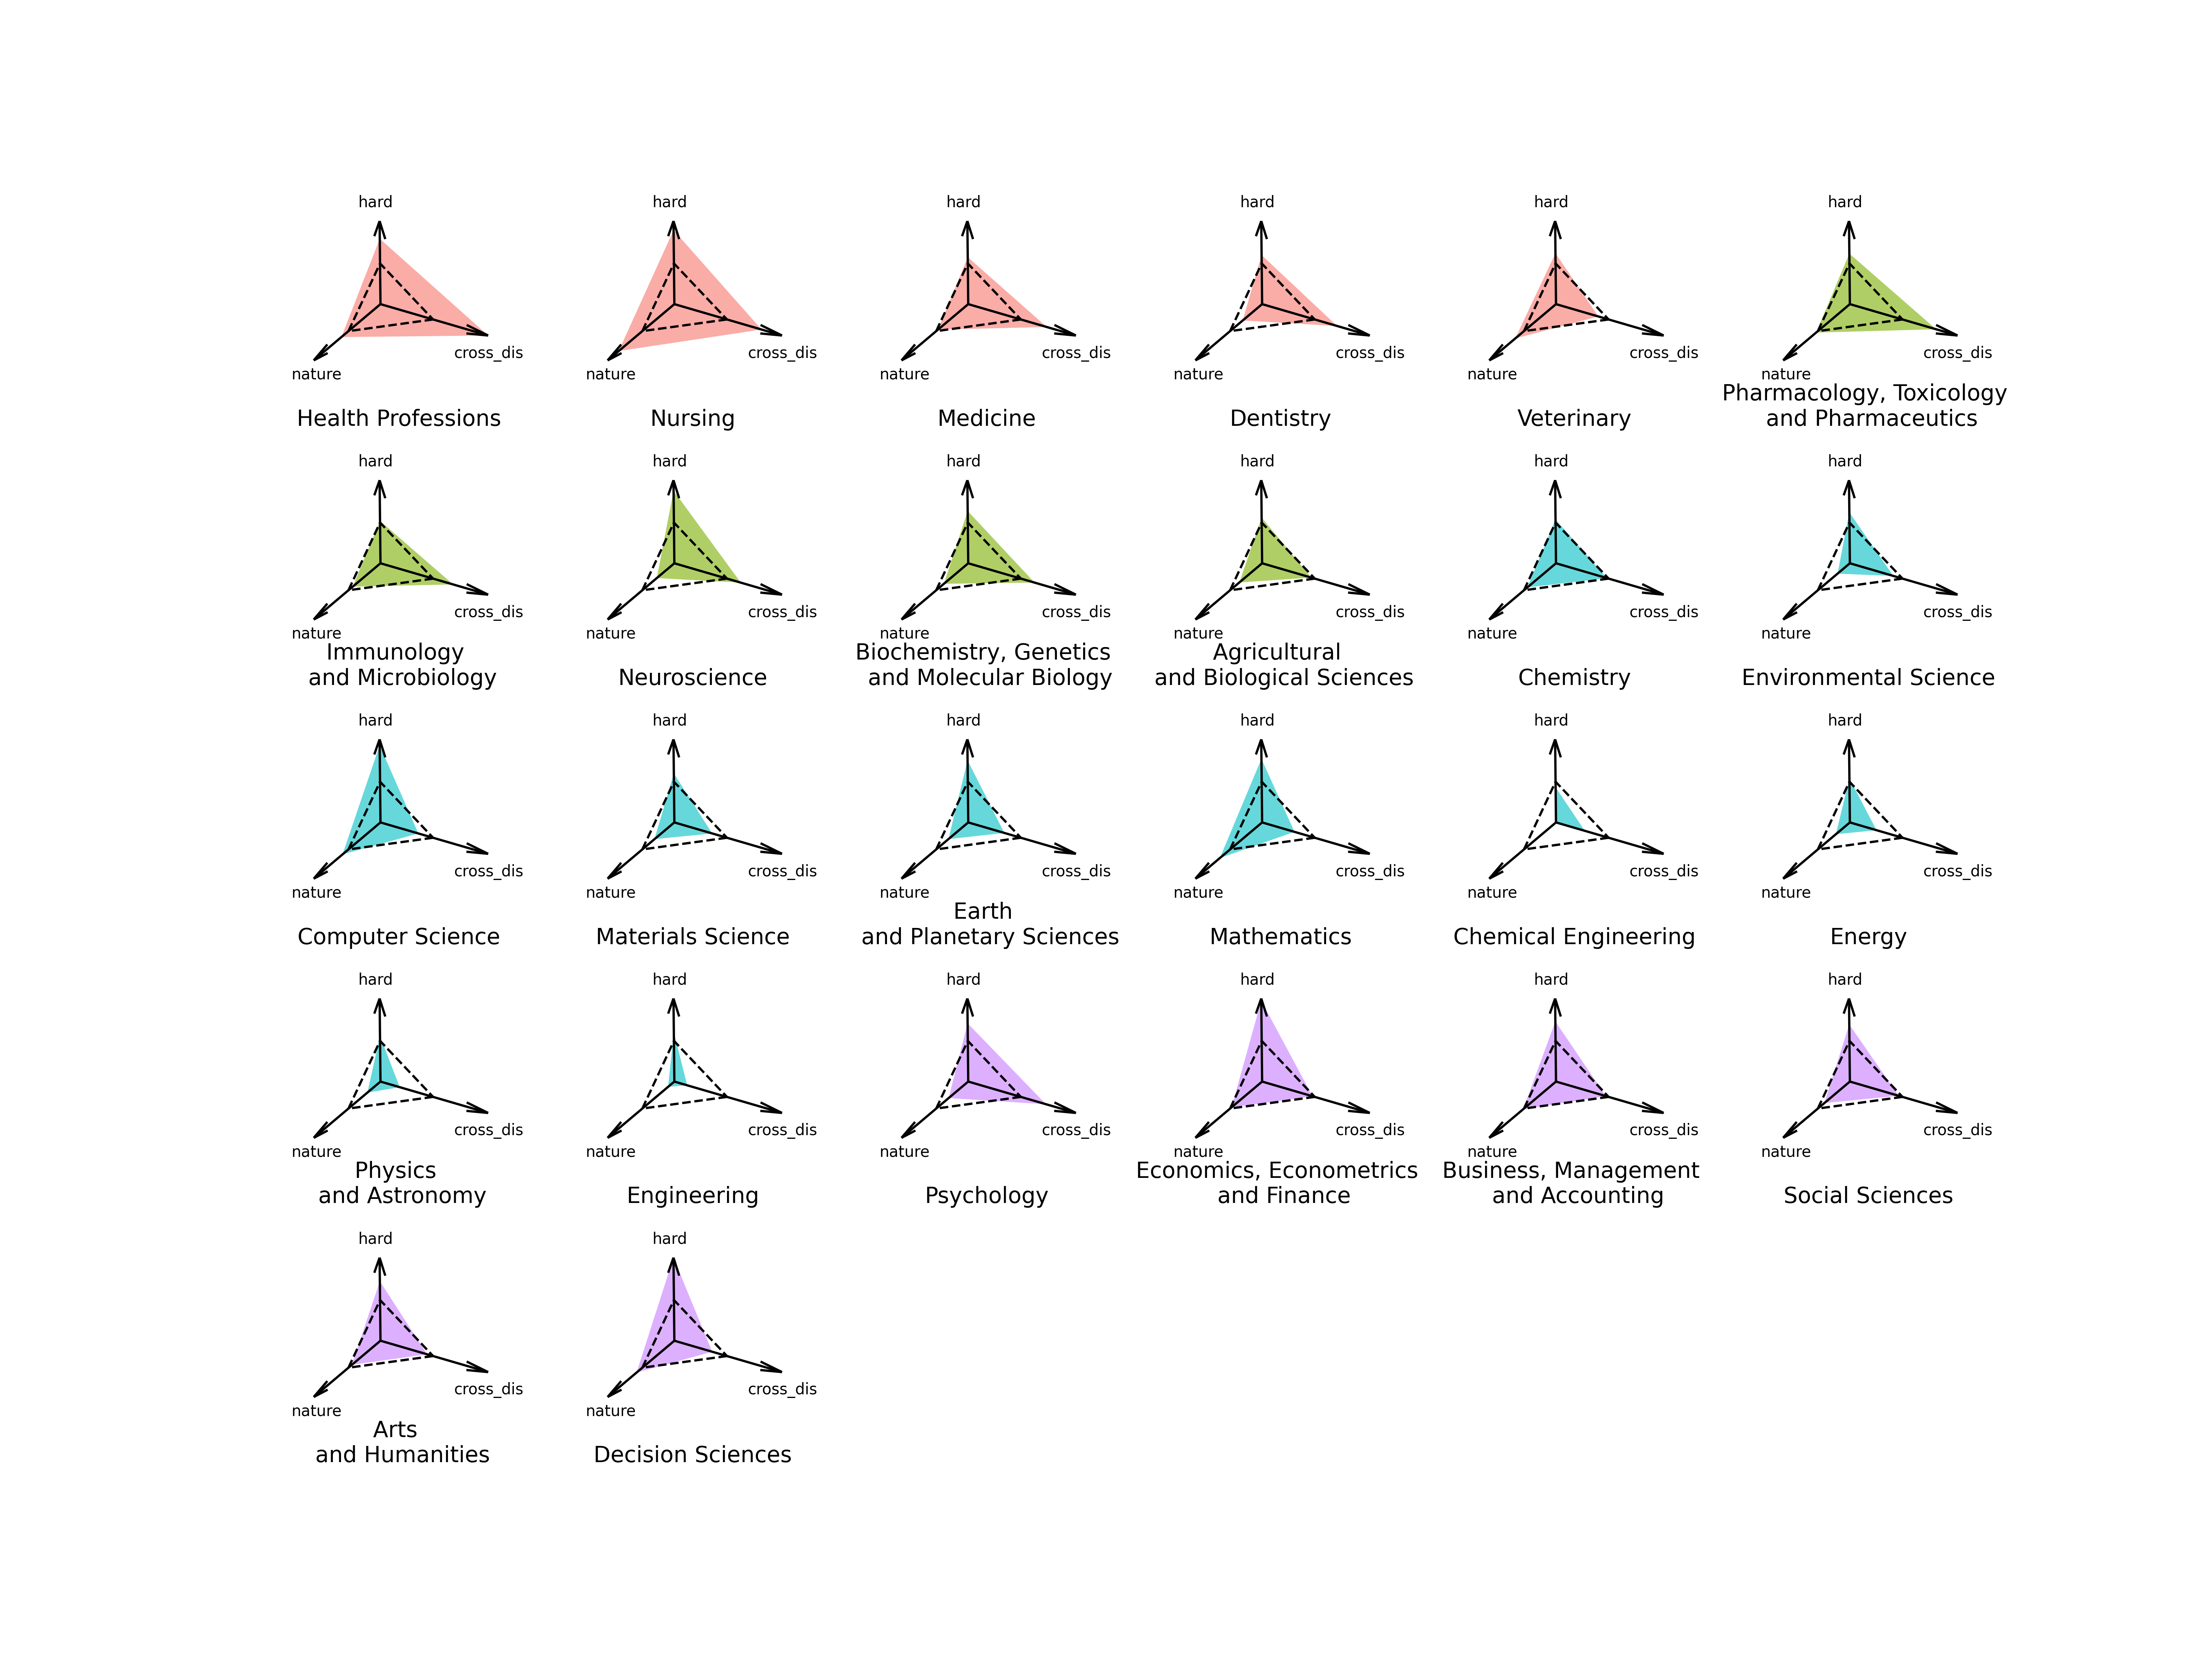 hard
cross_dis
nature
Health Professions
hard
cross_dis
nature
Nursing
hard
cross_dis
nature
Medicine
hard
cross_dis
nature
Dentistry
hard
cross_dis
nature
Veterinary
hard
cross_dis
nature
Pharmacology, Toxicology
and Pharmaceutics
hard
cross_dis
nature
Immunology
and Microbiology
hard
cross_dis
nature
Neuroscience
hard
cross_dis
nature
Biochemistry, Genetics
and Molecular Biology
hard
cross_dis
nature
Agricultural
and Biological Sciences
hard
cross_dis
nature
Chemistry
hard
cross_dis
nature
Environmental Science
hard
cross_dis
nature
Computer Science
hard
cross_dis
nature
Materials Science
hard
cross_dis
nature
Earth
and Planetary Sciences
hard
cross_dis
nature
Mathematics
hard
cross_dis
nature
Chemical Engineering
hard
cross_dis
nature
Energy
hard
cross_dis
nature
Physics
and Astronomy
hard
cross_dis
nature
Engineering
hard
cross_dis
nature
Psychology
hard
cross_dis
nature
Economics, Econometrics
and Finance
hard
cross_dis
nature
Business, Management
and Accounting
hard
cross_dis
nature
Social Sciences
hard
cross_dis
nature
Arts
and Humanities
hard
cross_dis
nature
Decision Sciences